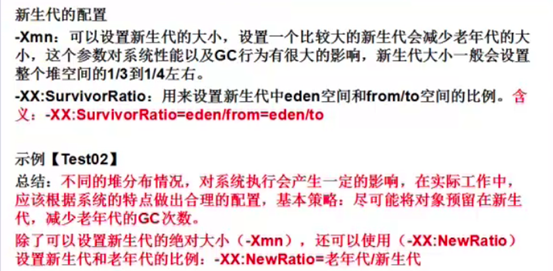 新生代的配置
-Xmn：可以设置新生代的大小，设置一个比较大的新生代会减少老年代的大
小，这个参数对系统性能以及GC行为有很大的影响，新生代大小一般会设置
整个堆空间的1/3到1/4左右。
-XX:SurvivorRatio：用来设置新生代中eden空间和from/to空间的比例。含
义：-XX:SurvivorRatio=eden/from=eden/to
示例【Test02】
总结：不同的堆分布情况，对系统执行会产生一定的影响，在实际工作中，
应该根据系统的特点做出合理的配置，基本策略：尽可能将对象预留在新生
代，减少老年代的GC次数。
除了可以设置新生代的绝对大小（-Xmn），还可以使用（-XX:NewRatio）
设置新生代和老年代的比例：-XX:NewRatio=老年代/新生代